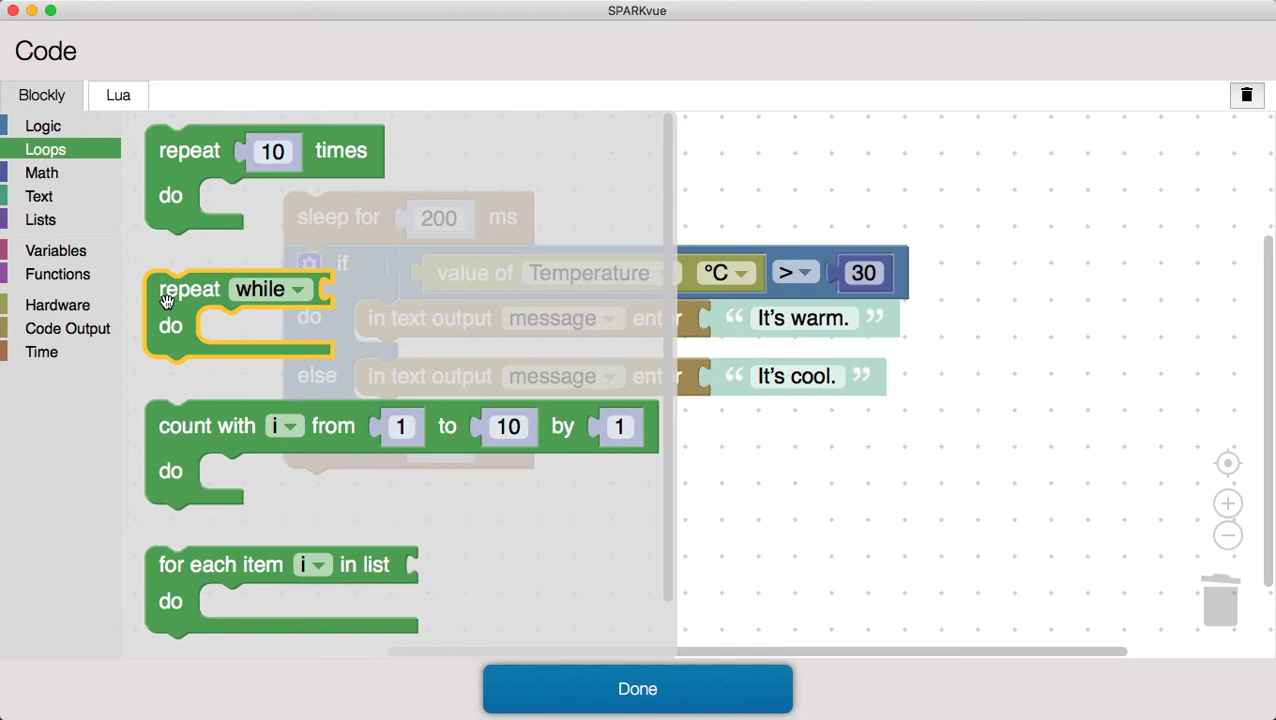 SPARKvue
Code
Blockly
Lua
Logic
Loops
Math
Text
Lists
Variables
Functions
Hardware
Code Output
Time
repeat 10 times
do
repeat while
do
count with i from 1 to 10 by 1
do
for each item i in list
do
sleep for 200 ms
if value of Temperature °C > 30
do in text output message enter “ It’s warm. ”
else in text output message enter “ It’s cool. ”
Done